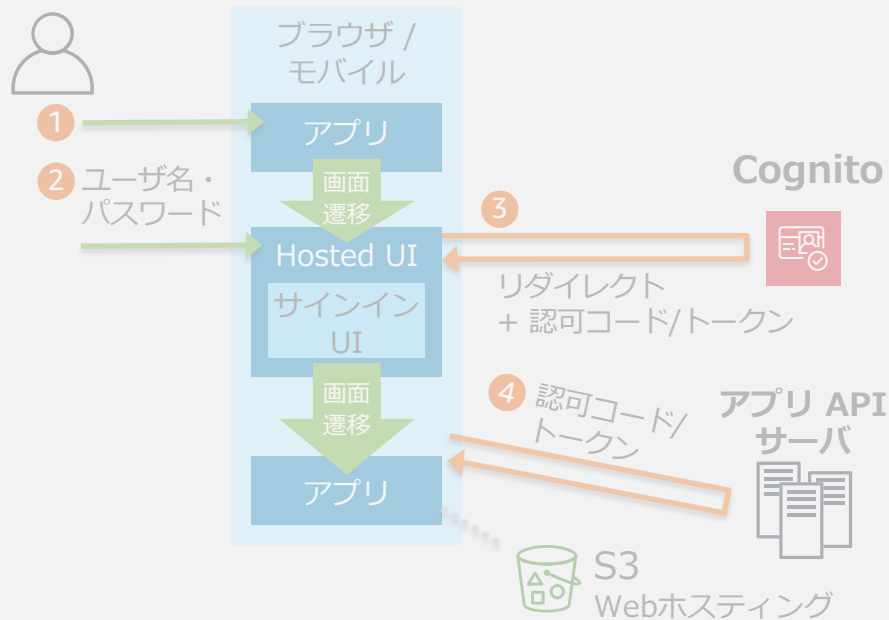 ブラウザ /
モバイル
1
アプリ
2
ユーザ名・
パスワード
画面
遷移
Cognito
3
Hosted UI
サインイン
UI
リダイレクト
+ 認可コード/トークン
画面
遷移
4
認可コード/
トークン
アプリ API
サーバ
アプリ
S3
Webホスティング